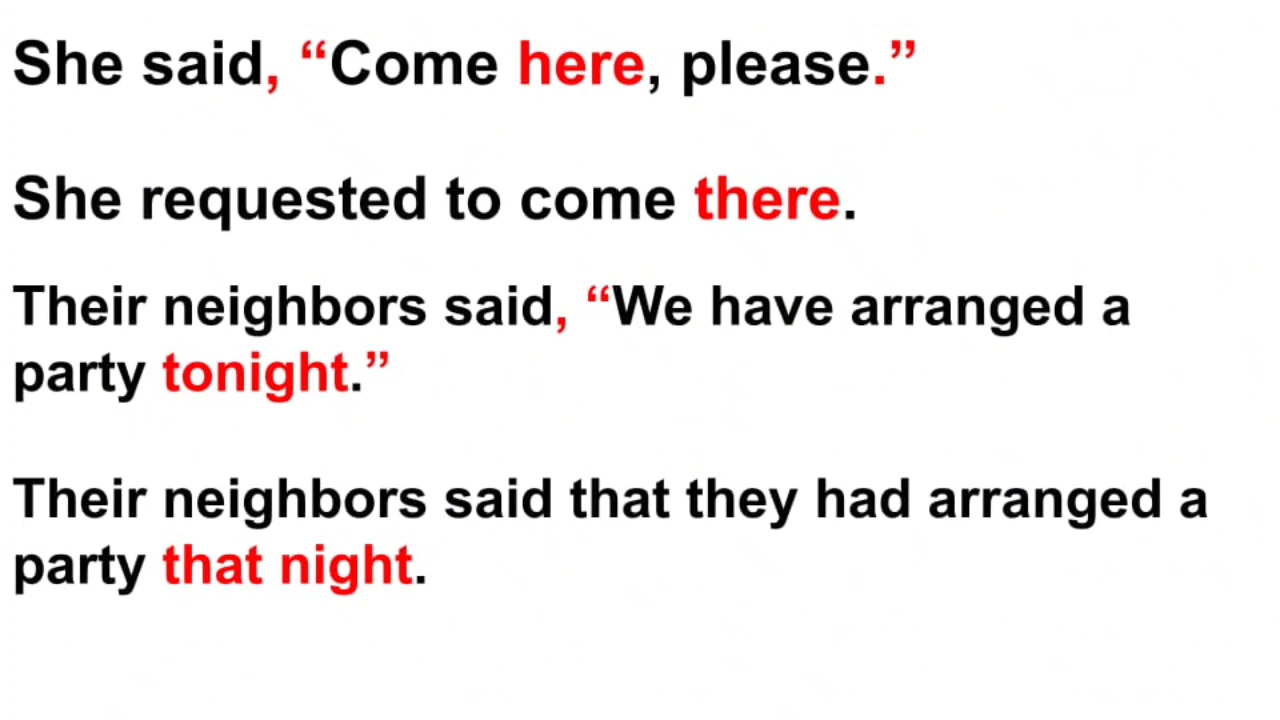 She said, “Come here, please.”
She requested to come there.
Their neighbors said, “We have arranged a
party tonight.”
Their neighbors said that they had arranged a
party that night.